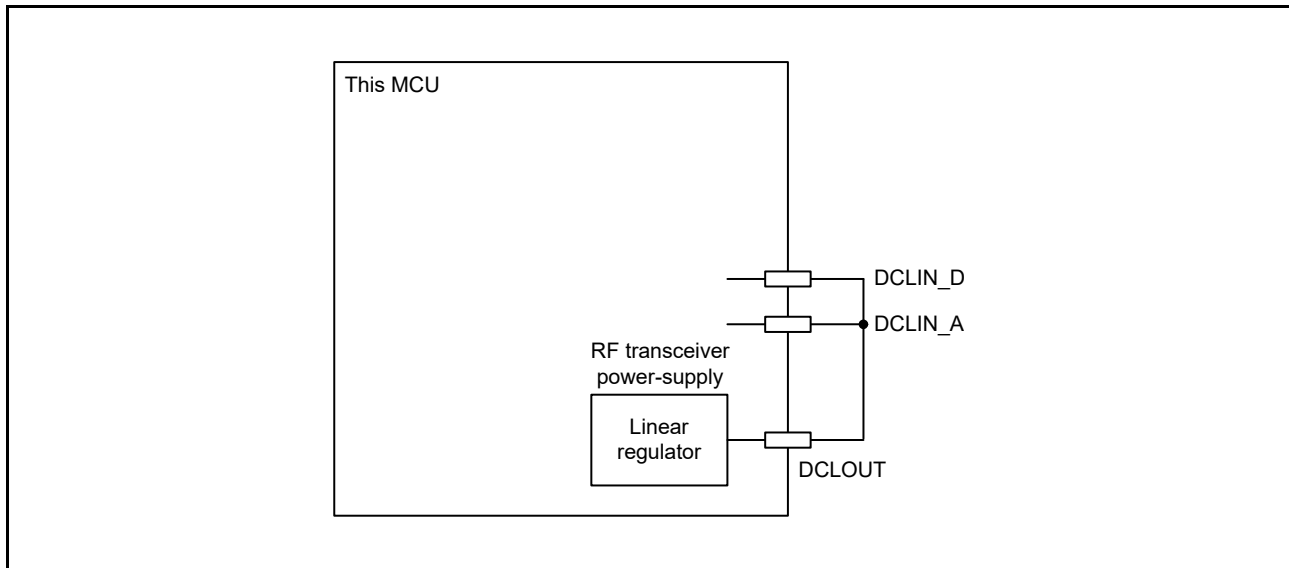 This MCU
DCLIN_D
DCLIN_A
RF transceiver
power-supply
Linear
regulator
DCLOUT